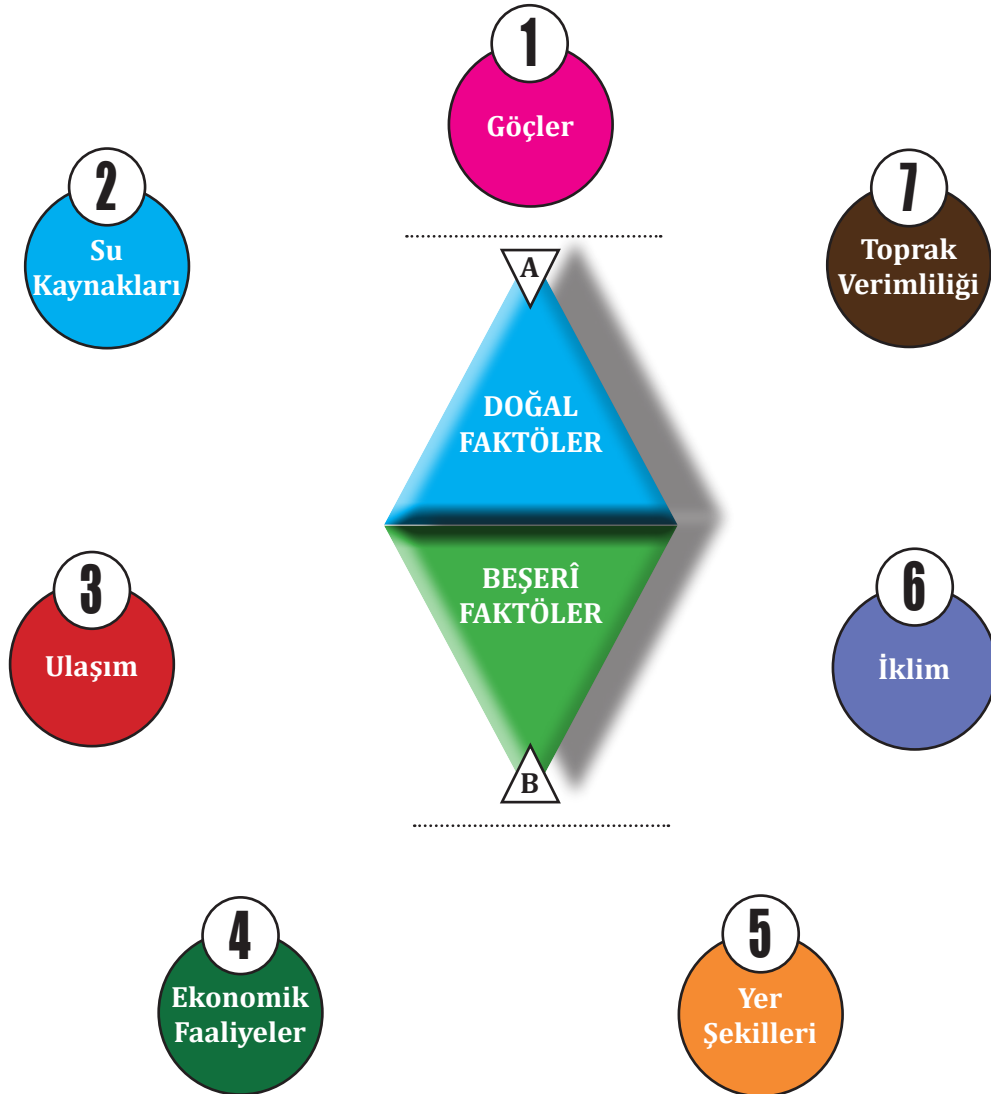 1
Göçler
2
Su
Kaynakları
7
Toprak
Verimliliği
A
DOĞAL
FAKTÖLER
BEŞERÎ
FAKTÖLER
B
3
Ulaşım
6
İklim
4
Ekonomik
Faaliyeler
5
Yer
Şekilleri